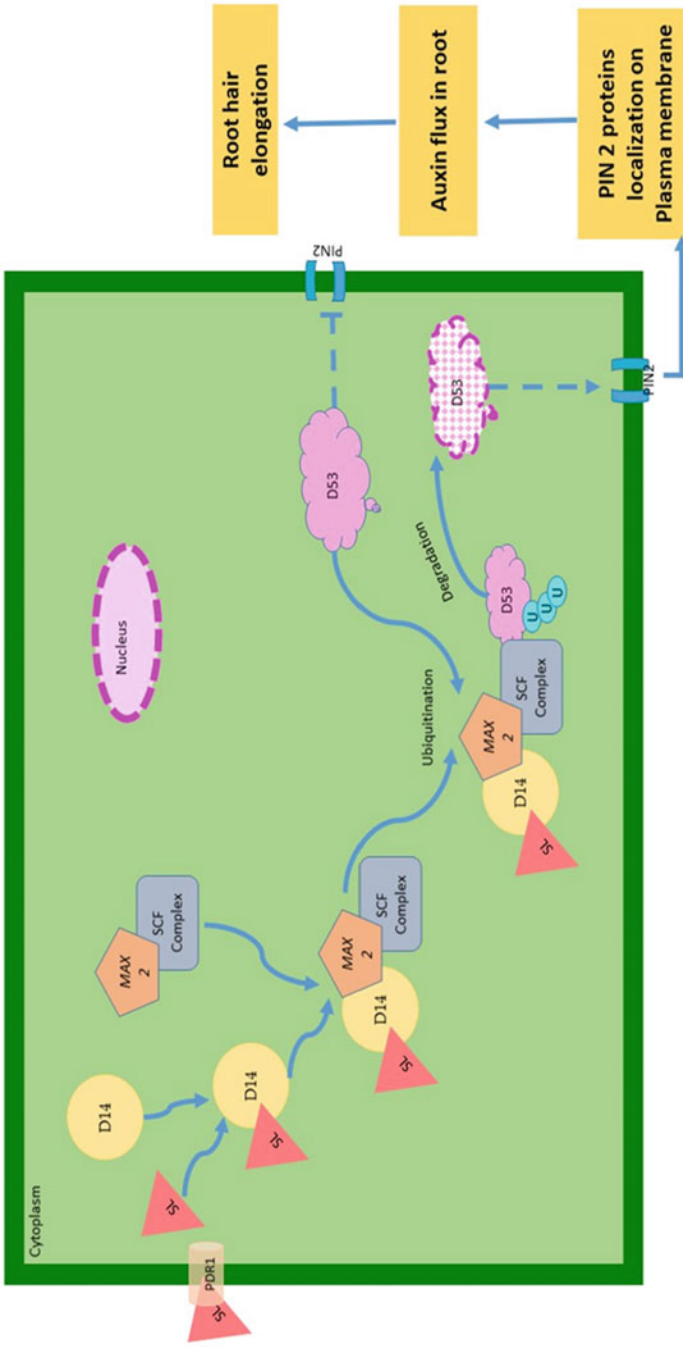 Cytoplasm
SL
PDR1
SL
D14
D14
SL
MAX
2
SCF
Complex
MAX
2
SCF
Complex
D14
SL
Nucleus
Ubiquitination
MAX
2
SCF
Complex
D14
SL
D53
U
U
U
Degradation
D53
D53
PIN2
PIN2
Root hair
elongation
Auxin flux in root
PIN 2 proteins
localization on
Plasma membrane